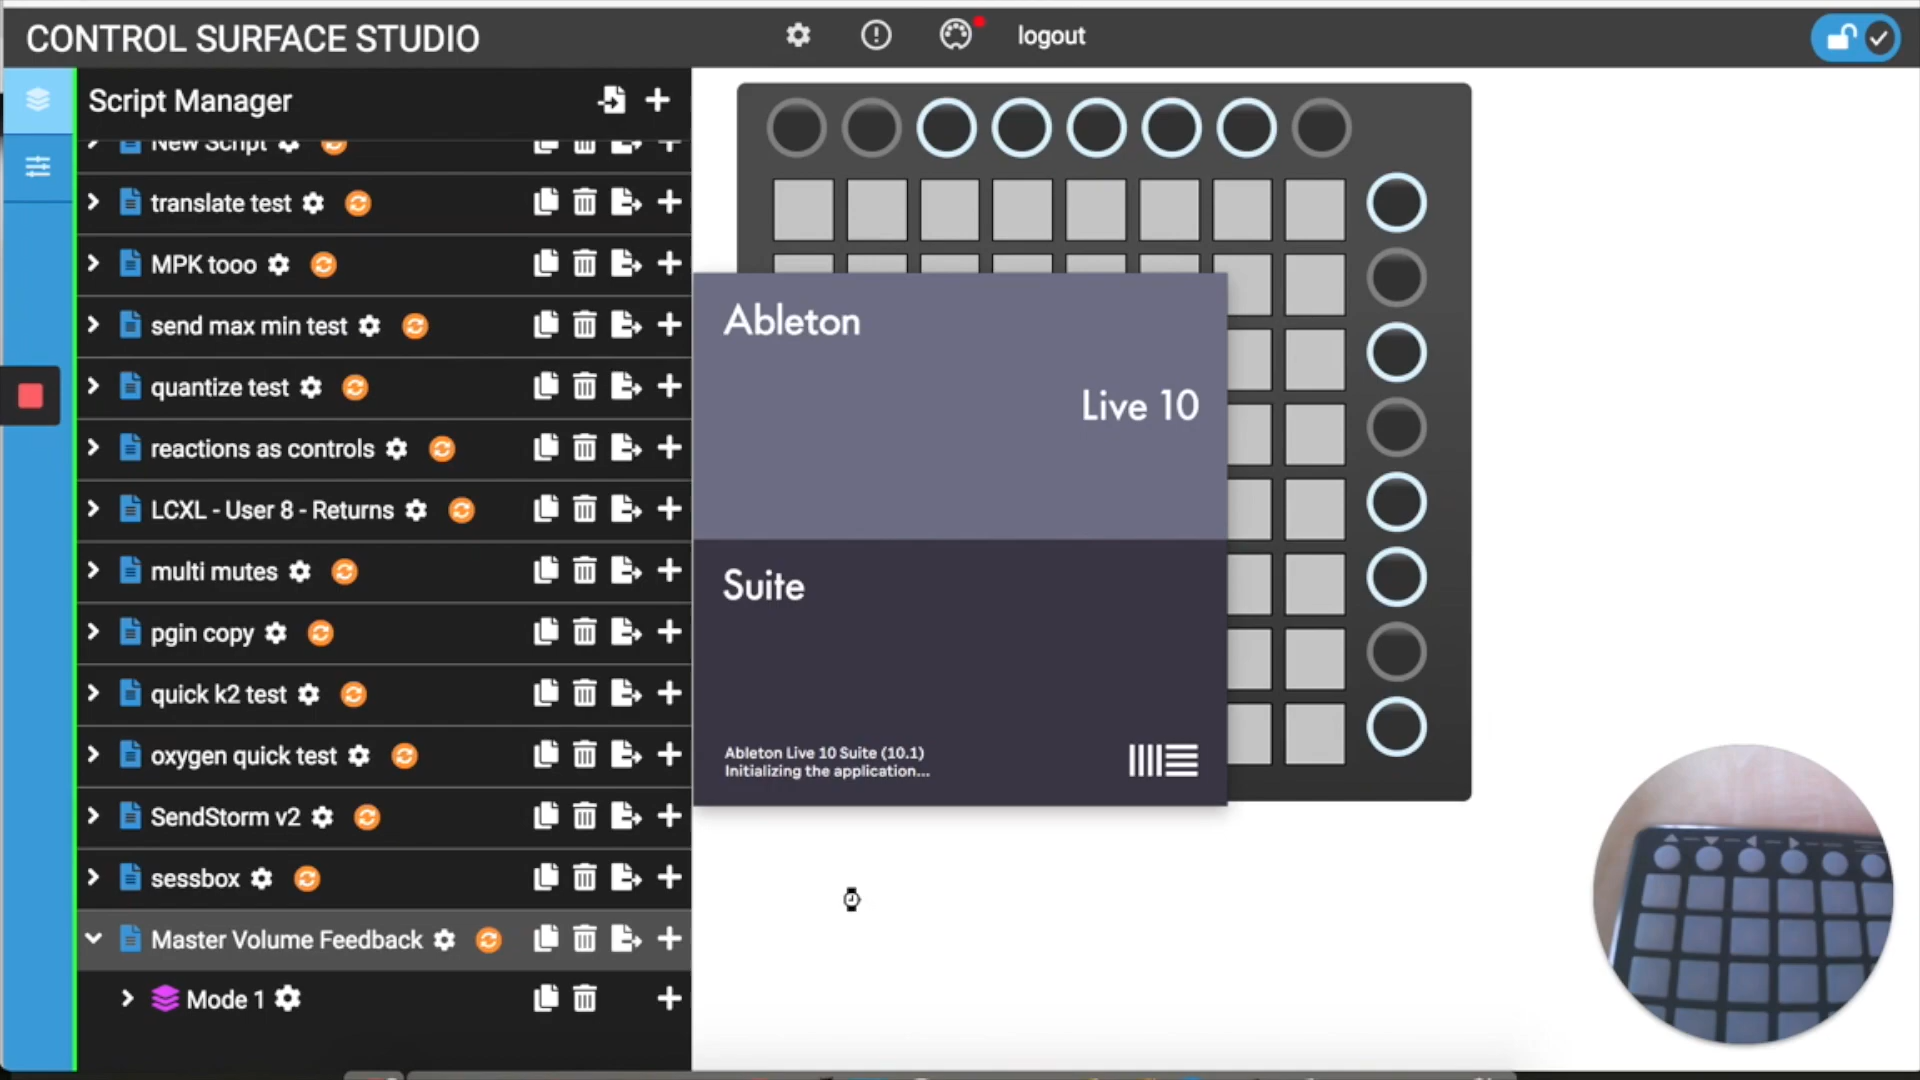 CONTROL SURFACE STUDIO
logout
Script Manager
New Script
translate test
MPK tooo
send max min test
quantize test
reactions as controls
LCXL - User 8 - Returns
multi mutes
pgin copy
quick k2 test
oxygen quick test
SendStorm v2
sessbox
Master Volume Feedback
Mode 1
Ableton
Live 10
Suite
Ableton Live 10 Suite (10.1)
Initializing the application...